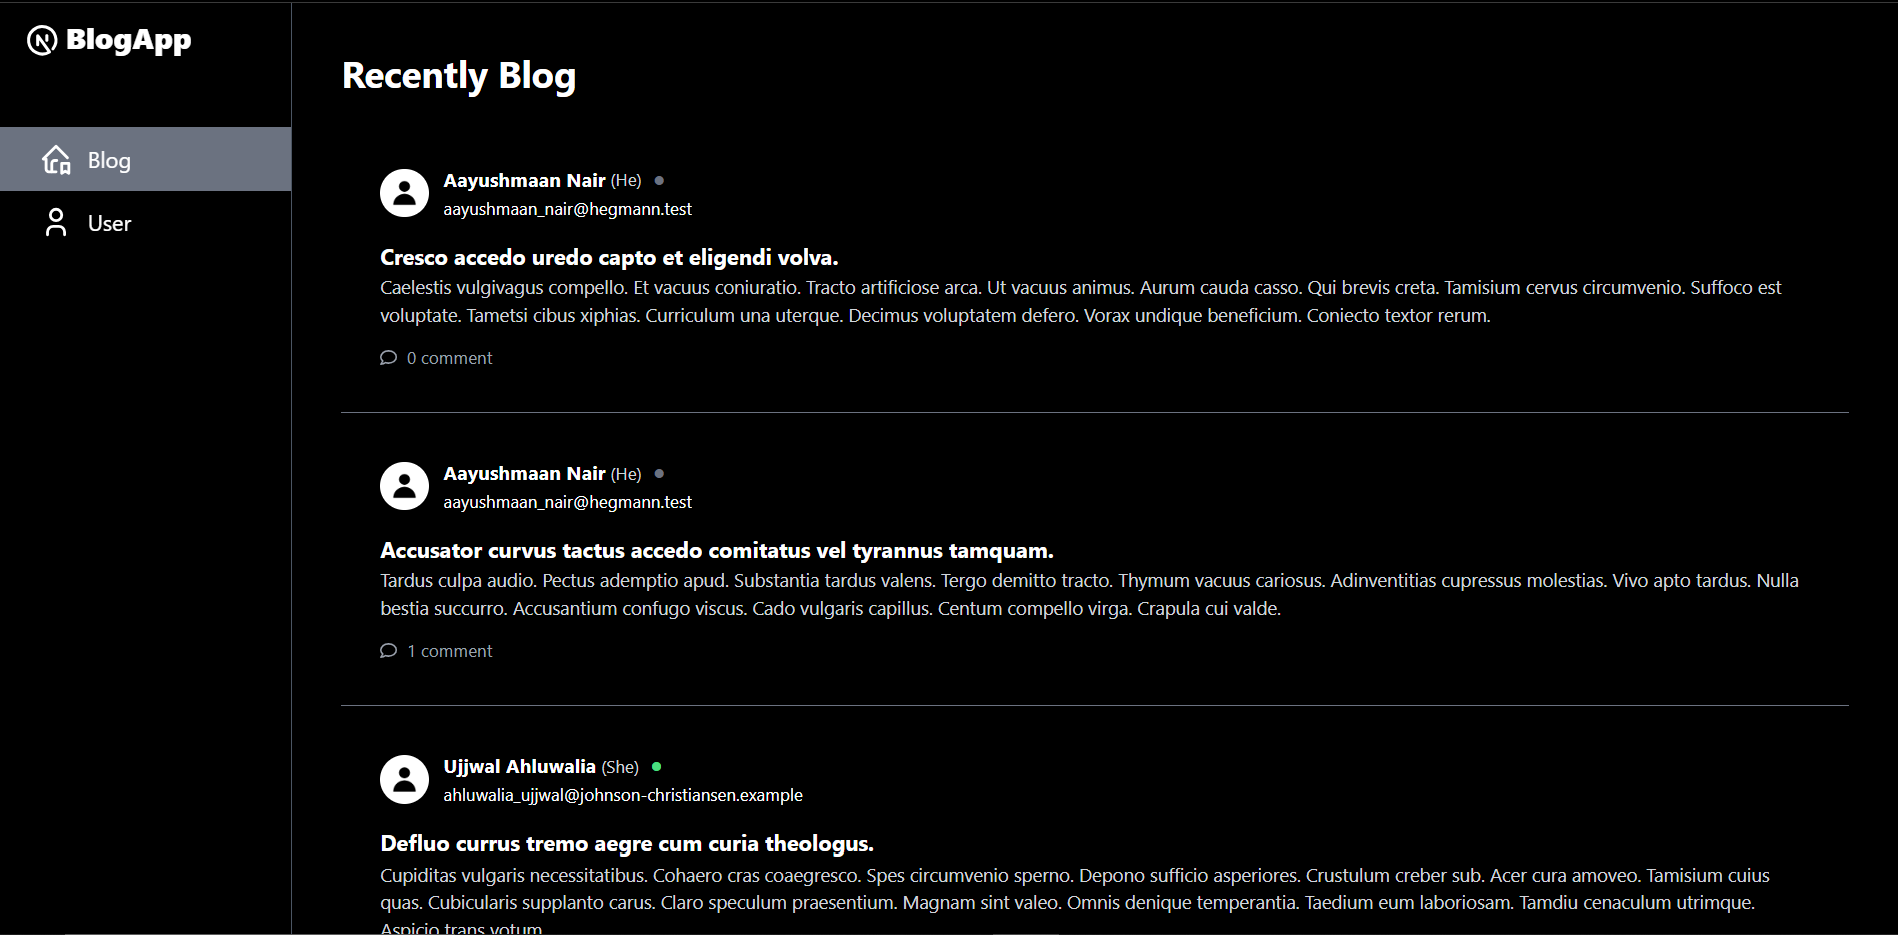 BlogApp
Blog
User
Recently Blog
Aayushmaan Nair (He)
aayushmaan_nair@hegmann.test
Cresco accedo uredo capto et eligendi volva.
Caelestis vulgivagus compello. Et vacuus coniuratio. Tracto artificiose arca. Ut vacuus animus. Aurum cauda casso. Qui brevis creta. Tamisium cervus circumvenio. Suffoco est
voluptate. Tametsi cibus xiphias. Curriculum una uterque. Decimus voluptatem defero. Vorax undique beneficium. Coniecto textor rerum.
0 comment
Aayushmaan Nair (He)
aayushmaan_nair@hegmann.test
Accusator curvus tactus accedo comitatus vel tyrannus tamquam.
Tardus culpa audio. Pectus ademptio apud. Substantia tardus valens. Tergo demitto tracto. Thymum vacuus cariosus. Adinventitias cupressus molestias. Vivo apto tardus. Nulla
bestia succurro. Accusantium confugo viscus. Cado vulgaris capillus. Centum compello virga. Crapula cui valde.
1 comment
Ujjwal Ahluwalia (She)
ahluwalia_ujjwal@johnson-christiansen.example
Defluo currus tremo aegre cum curia theologus.
Cupiditas vulgaris necessitatibus. Cohaero cras coaegresco. Spes circumvenio sperno. Depono sufficio asperiores. Crustulum creber sub. Acer cura amoveo. Tamisium cuius
quas. Cubicularis supplanto carus. Claro speculum praesentium. Magnam sint valeo. Omnis denique temperantia. Taedium eum laboriosam. Tamdiu cenaculum utrimque.
Aspicio trans votum.